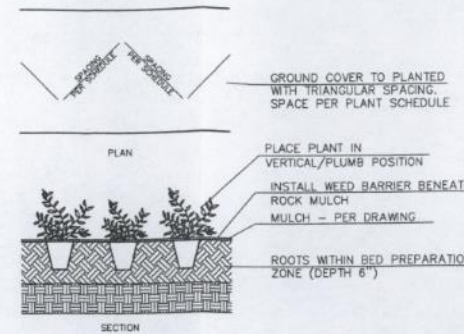 SPACING
PER SCHEDULE
SPACING
PER SCHEDULE
GROUND COVER TO PLANTED
WITH TRIANGULAR SPACING.
SPACE PER PLANT SCHEDULE
PLAN
PLACE PLANT IN
VERTICAL/PLUMB POSITION
INSTALL WEED BARRIER BENEAT
ROCK MULCH
MULCH - PER DRAWING
ROOTS WITHIN BED PREPARATIO
ZONE (DEPTH 6")
SECTION